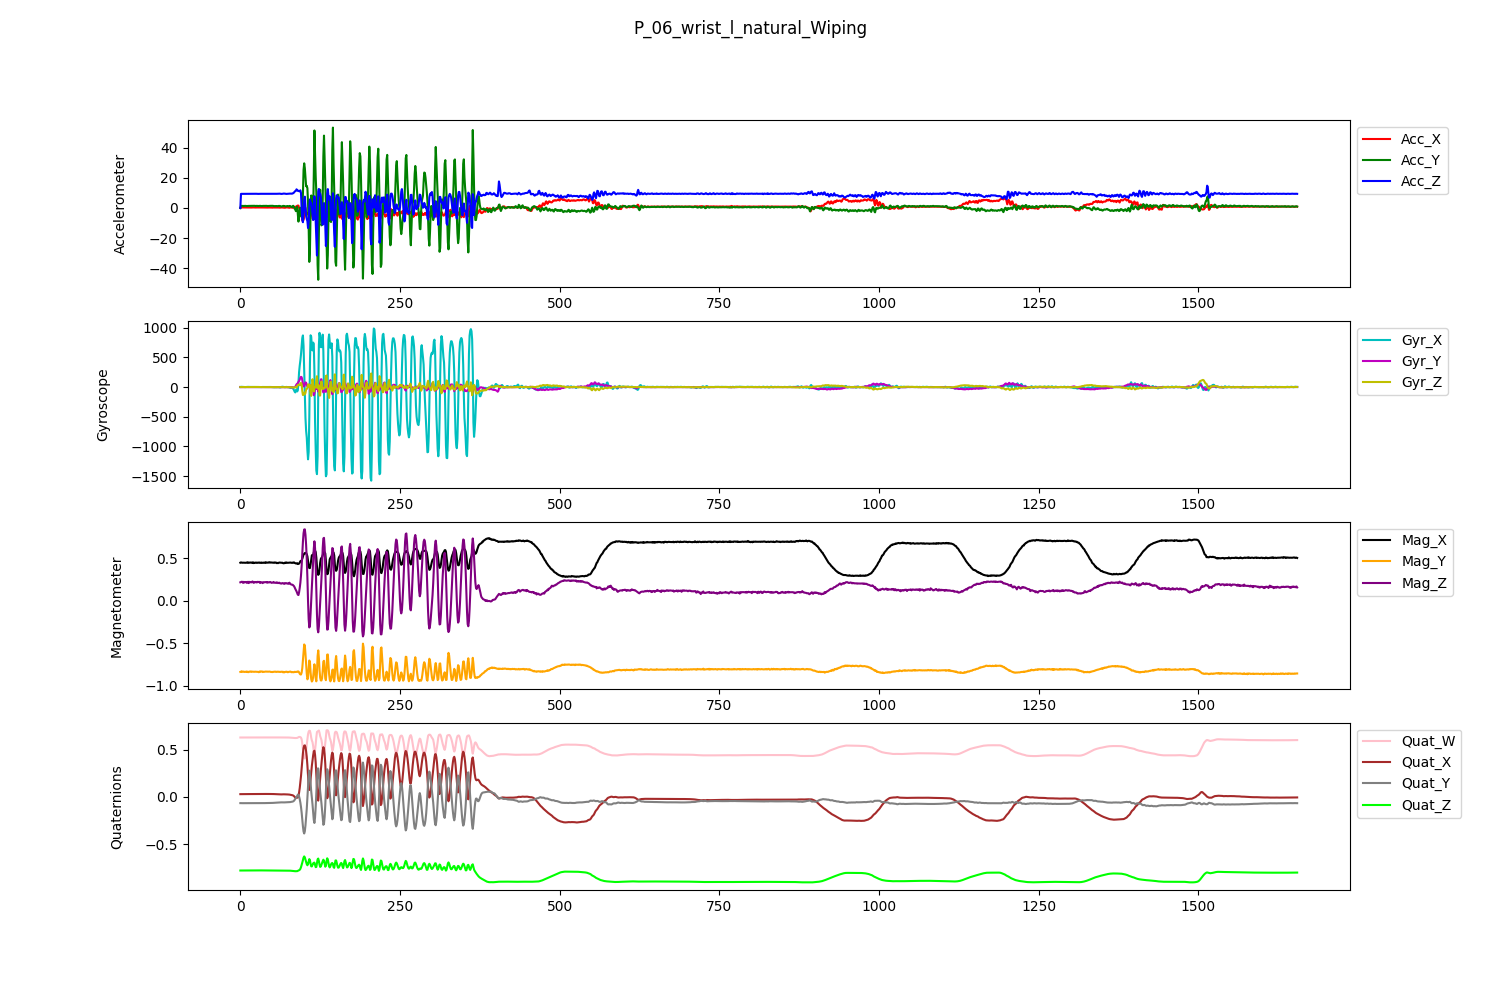 P_06_wrist_l_natural_Wiping
Accelerometer
40
20
0
−20
−40
0 250 500 750 1000 1250 1500
Acc_X
Acc_Y
Acc_Z
Gyroscope
1000
500
0
−500
−1000
−1500
0 250 500 750 1000 1250 1500
Gyr_X
Gyr_Y
Gyr_Z
Magnetometer
0.5
0.0
−0.5
−1.0
0 250 500 750 1000 1250 1500
Mag_X
Mag_Y
Mag_Z
Quaternions
0.5
0.0
−0.5
0 250 500 750 1000 1250 1500
Quat_W
Quat_X
Quat_Y
Quat_Z